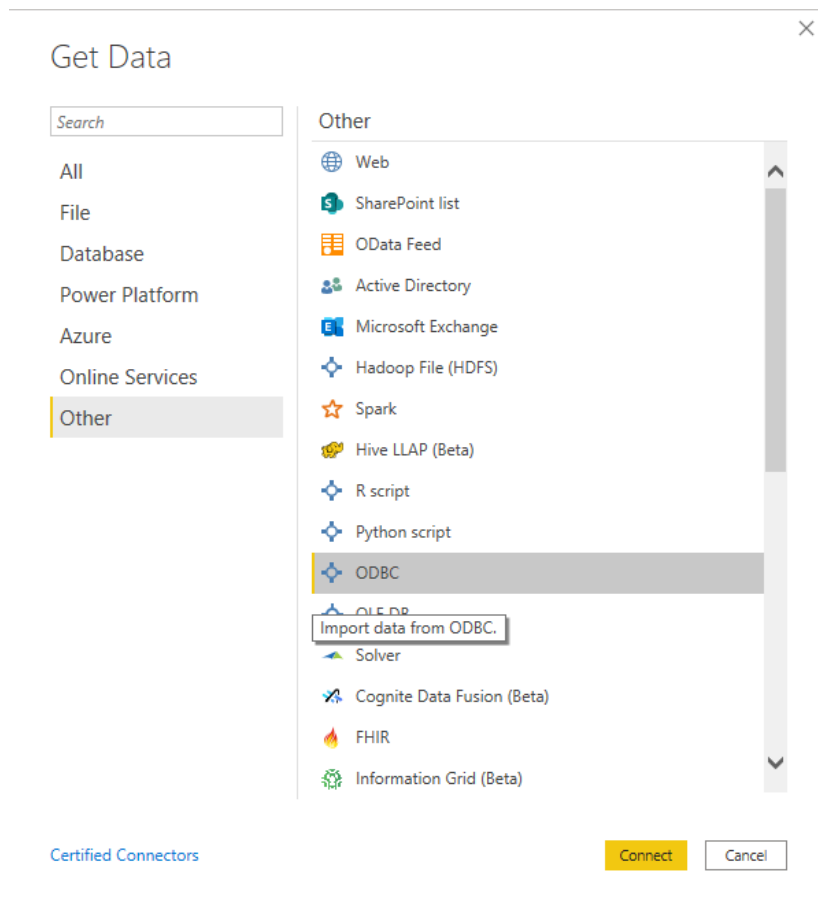 Get Data
Search
All
File
Database
Power Platform
Azure
Online Services
Other
Other
Web
SharePoint list
OData Feed
Active Directory
Microsoft Exchange
Hadoop File (HDFS)
Spark
Hive LLAP (Beta)
R script
Python script
ODBC
OLE DB
Import data from ODBC.
Solver
Cognite Data Fusion (Beta)
FHIR
Information Grid (Beta)
Certified Connectors
Connect
Cancel